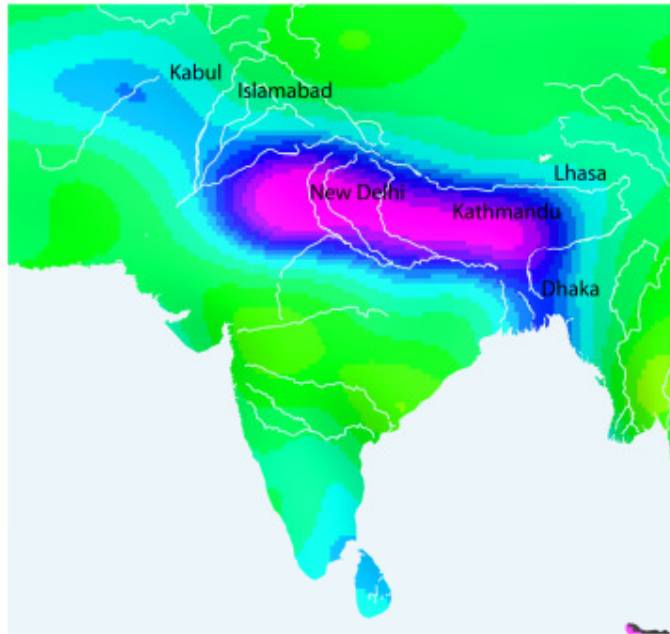 Kabul
Islamabad
Lhasa
New Delhi
Kathmandu
Dhaka